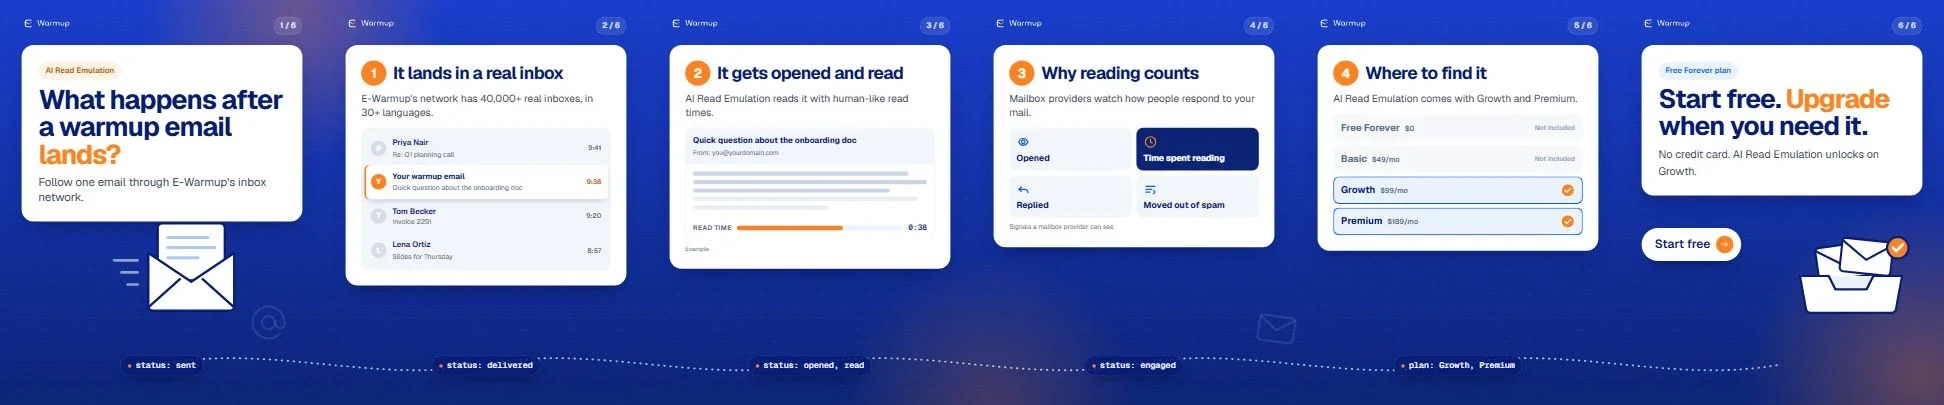 Warmup
1 / 6
AI Read Emulation
What happens after
a warmup email
lands?
Follow one email through E-Warmup's inbox
network.
status: sent
Warmup
2 / 6
1 It lands in a real inbox
E-Warmup's network has 40,000+ real inboxes, in
30+ languages.
P
Priya Nair
Re: Q1 planning call
9:41
Y
Your warmup email
Quick question about the onboarding doc
9:38
T
Tom Becker
Invoice 2291
9:20
L
Lena Ortiz
Slides for Thursday
8:57
status: delivered
Warmup
3 / 6
2 It gets opened and read
AI Read Emulation reads it with human-like read
times.
Quick question about the onboarding doc
From: you@yourdomain.com
READ TIME 0:38
Example
status: opened, read
Warmup
4 / 6
3 Why reading counts
Mailbox providers watch how people respond to your
mail.
Opened
Time spent reading
Replied
Moved out of spam
Signals a mailbox provider can see
status: engaged
Warmup
5 / 6
4 Where to find it
AI Read Emulation comes with Growth and Premium.
Free Forever $0 Not included
Basic $49/mo Not included
Growth $99/mo
Premium $189/mo
plan: Growth, Premium
Warmup
6 / 6
Free Forever plan
Start free. Upgrade
when you need it.
No credit card. AI Read Emulation unlocks on
Growth.
Start free